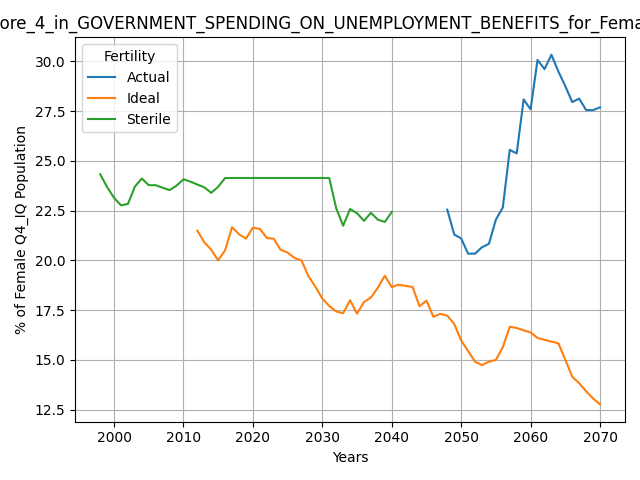 ore_4_in_GOVERNMENT_SPENDING_ON_UNEMPLOYMENT_BENEFITS_for_Fema
Fertility
Actual
Ideal
Sterile
% of Female Q4_IQ Population
30.0
27.5
25.0
22.5
20.0
17.5
15.0
12.5
2000 2010 2020 2030 2040 2050 2060 2070
Years